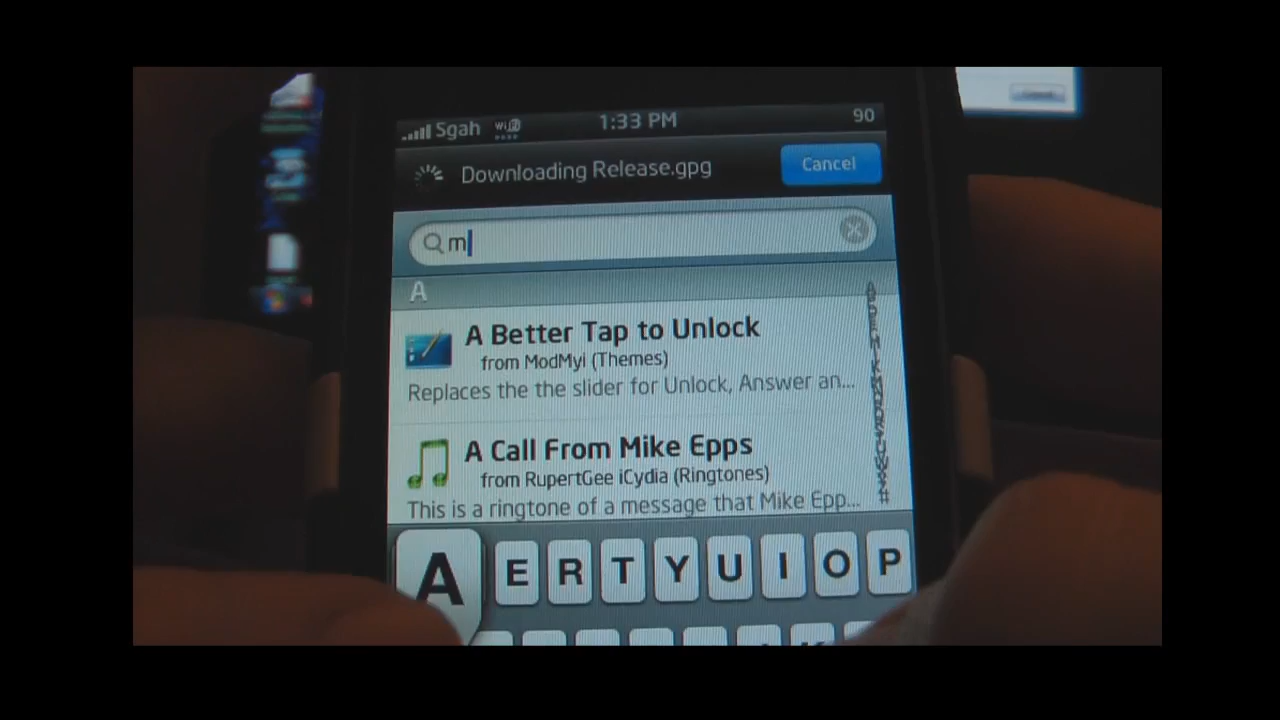 Sgah 1:33 PM 90
Downloading Release.gpg Cancel
m
A
A Better Tap to Unlock
from ModMyi (Themes)
Replaces the the slider for Unlock, Answer an...
A Call From Mike Epps
from RupertGee iCydia (Ringtones)
This is a ringtone of a message that Mike Epp...
A E R T Y U I O P